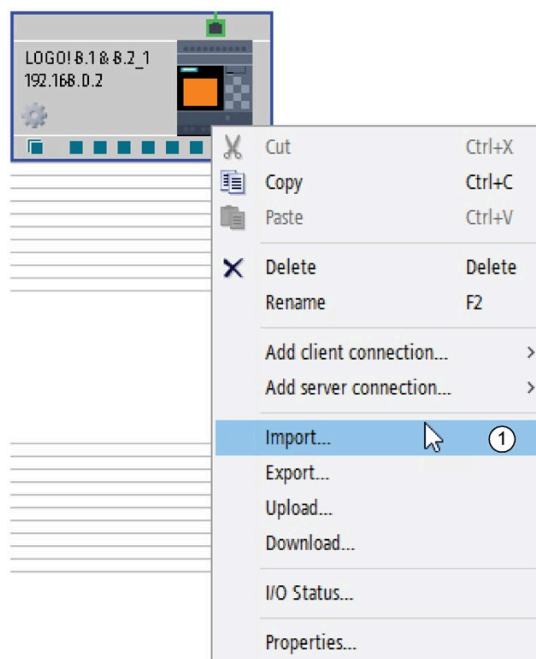 LOGO! 8.1 & 8.2_1
192.168.0.2
Cut Ctrl+X
Copy Ctrl+C
Paste Ctrl+V
Delete Delete
Rename F2
Add client connection... >
Add server connection... >
Import... 1
Export...
Upload...
Download...
I/O Status...
Properties...